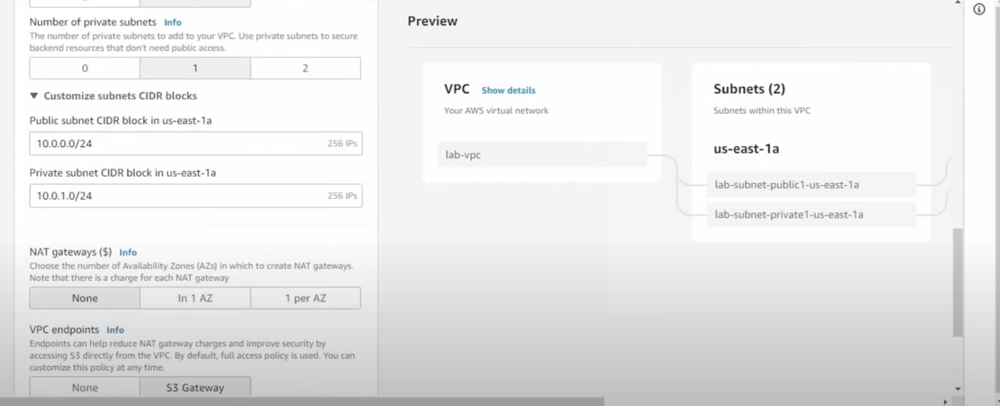 Number of private subnets Info
The number of private subnets to add to your VPC. Use private subnets to secure
backend resources that don't need public access.
0 1 2
▼ Customize subnets CIDR blocks
Public subnet CIDR block in us-east-1a
10.0.0.0/24 256 IPs
Private subnet CIDR block in us-east-1a
10.0.1.0/24 256 IPs
NAT gateways ($) Info
Choose the number of Availability Zones (AZs) in which to create NAT gateways.
Note that there is a charge for each NAT gateway
None In 1 AZ 1 per AZ
VPC endpoints Info
Endpoints can help reduce NAT gateway charges and improve security by
accessing S3 directly from the VPC. By default, full access policy is used. You can
customize this policy at any time.
None S3 Gateway
Preview
VPC Show details
Your AWS virtual network
lab-vpc
Subnets (2)
Subnets within this VPC
us-east-1a
lab-subnet-public1-us-east-1a
lab-subnet-private1-us-east-1a